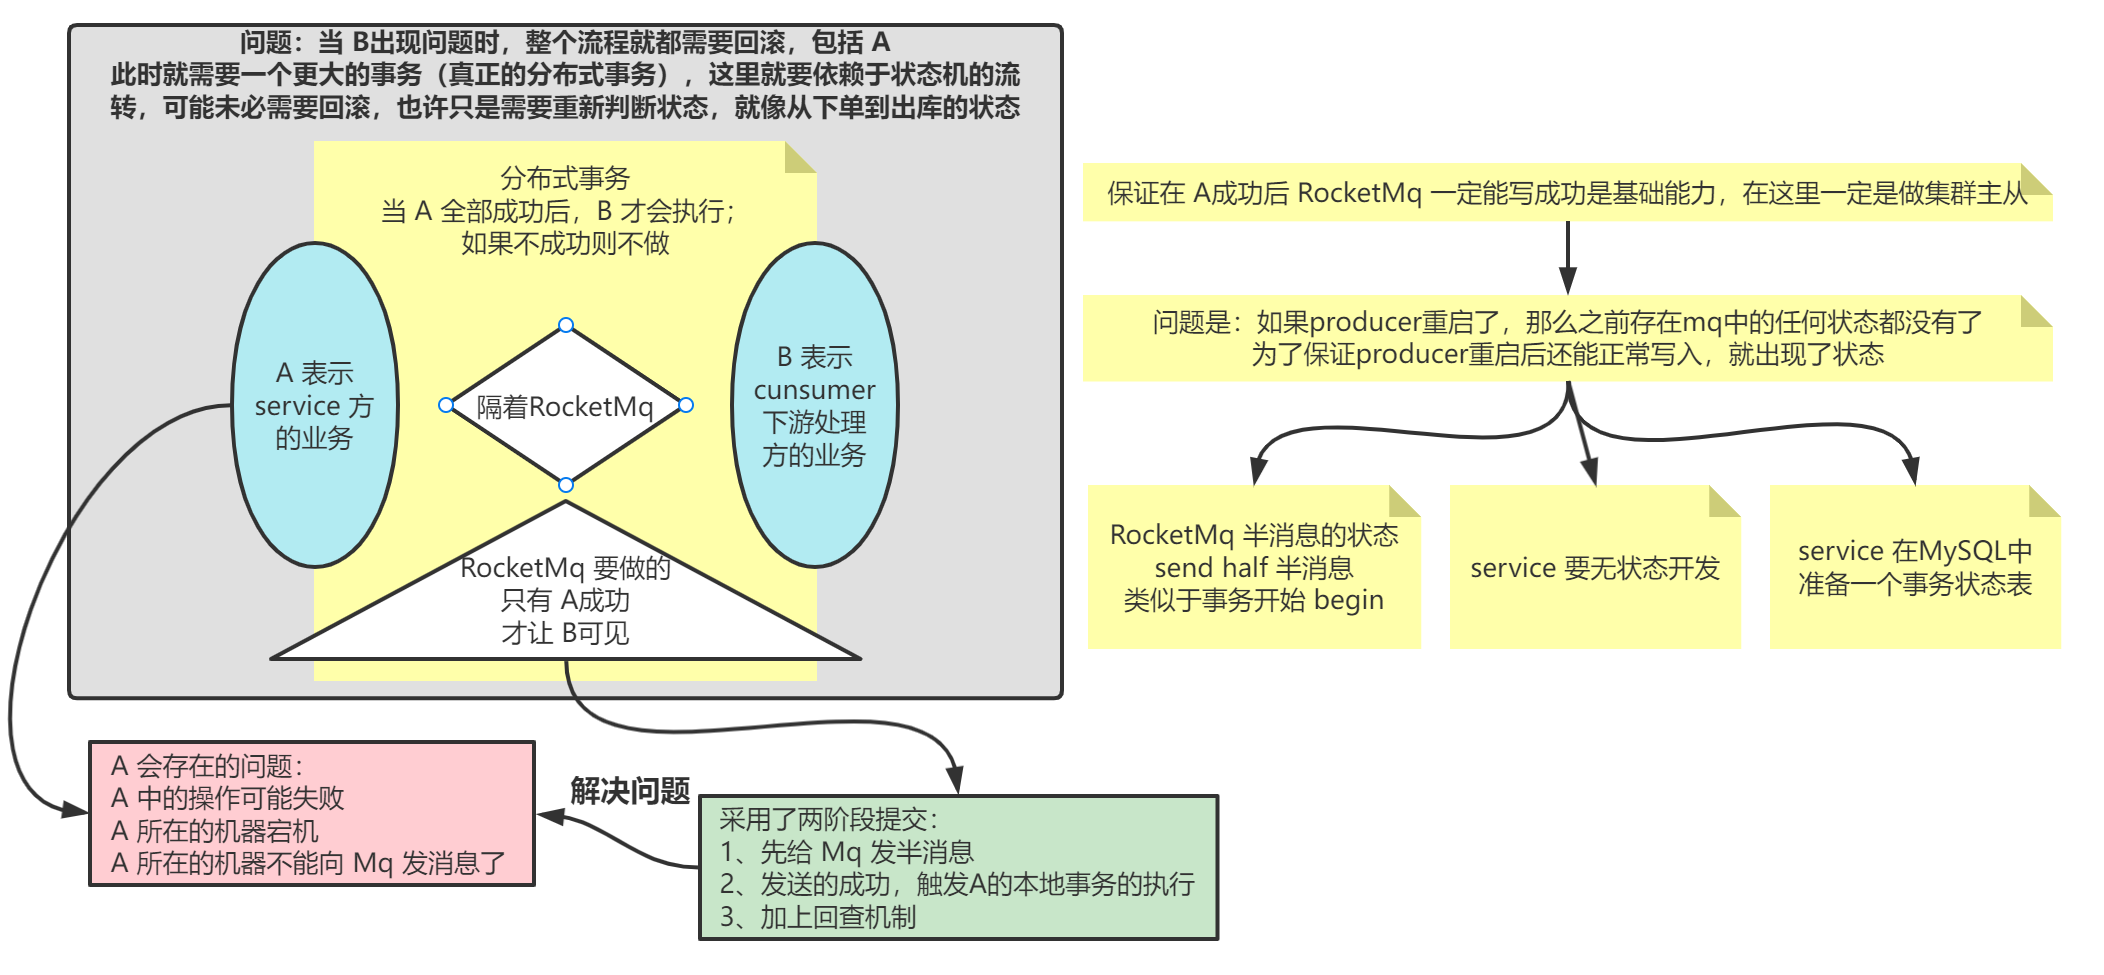 问题：当 B出现问题时，整个流程就都需要回滚，包括 A
此时就需要一个更大的事务（真正的分布式事务），这里就要依赖于状态机的流
转，可能未必需要回滚，也许只是需要重新判断状态，就像从下单到出库的状态
分布式事务
当 A 全部成功后，B 才会执行；
如果不成功则不做
A 表示
service 方
的业务
隔着RocketMq
B 表示
cunsumer
下游处理
方的业务
RocketMq 要做的
只有 A成功
才让 B可见
A 会存在的问题：
A 中的操作可能失败
A 所在的机器宕机
A 所在的机器不能向 Mq 发消息了
解决问题
采用了两阶段提交：
1、先给 Mq 发半消息
2、发送的成功，触发A的本地事务的执行
3、加上回查机制
保证在 A成功后 RocketMq 一定能写成功是基础能力，在这里一定是做集群主从
问题是：如果producer重启了，那么之前存在mq中的任何状态都没有了
为了保证producer重启后还能正常写入，就出现了状态
RocketMq 半消息的状态
send half 半消息
类似于事务开始 begin
service 要无状态开发
service 在MySQL中
准备一个事务状态表